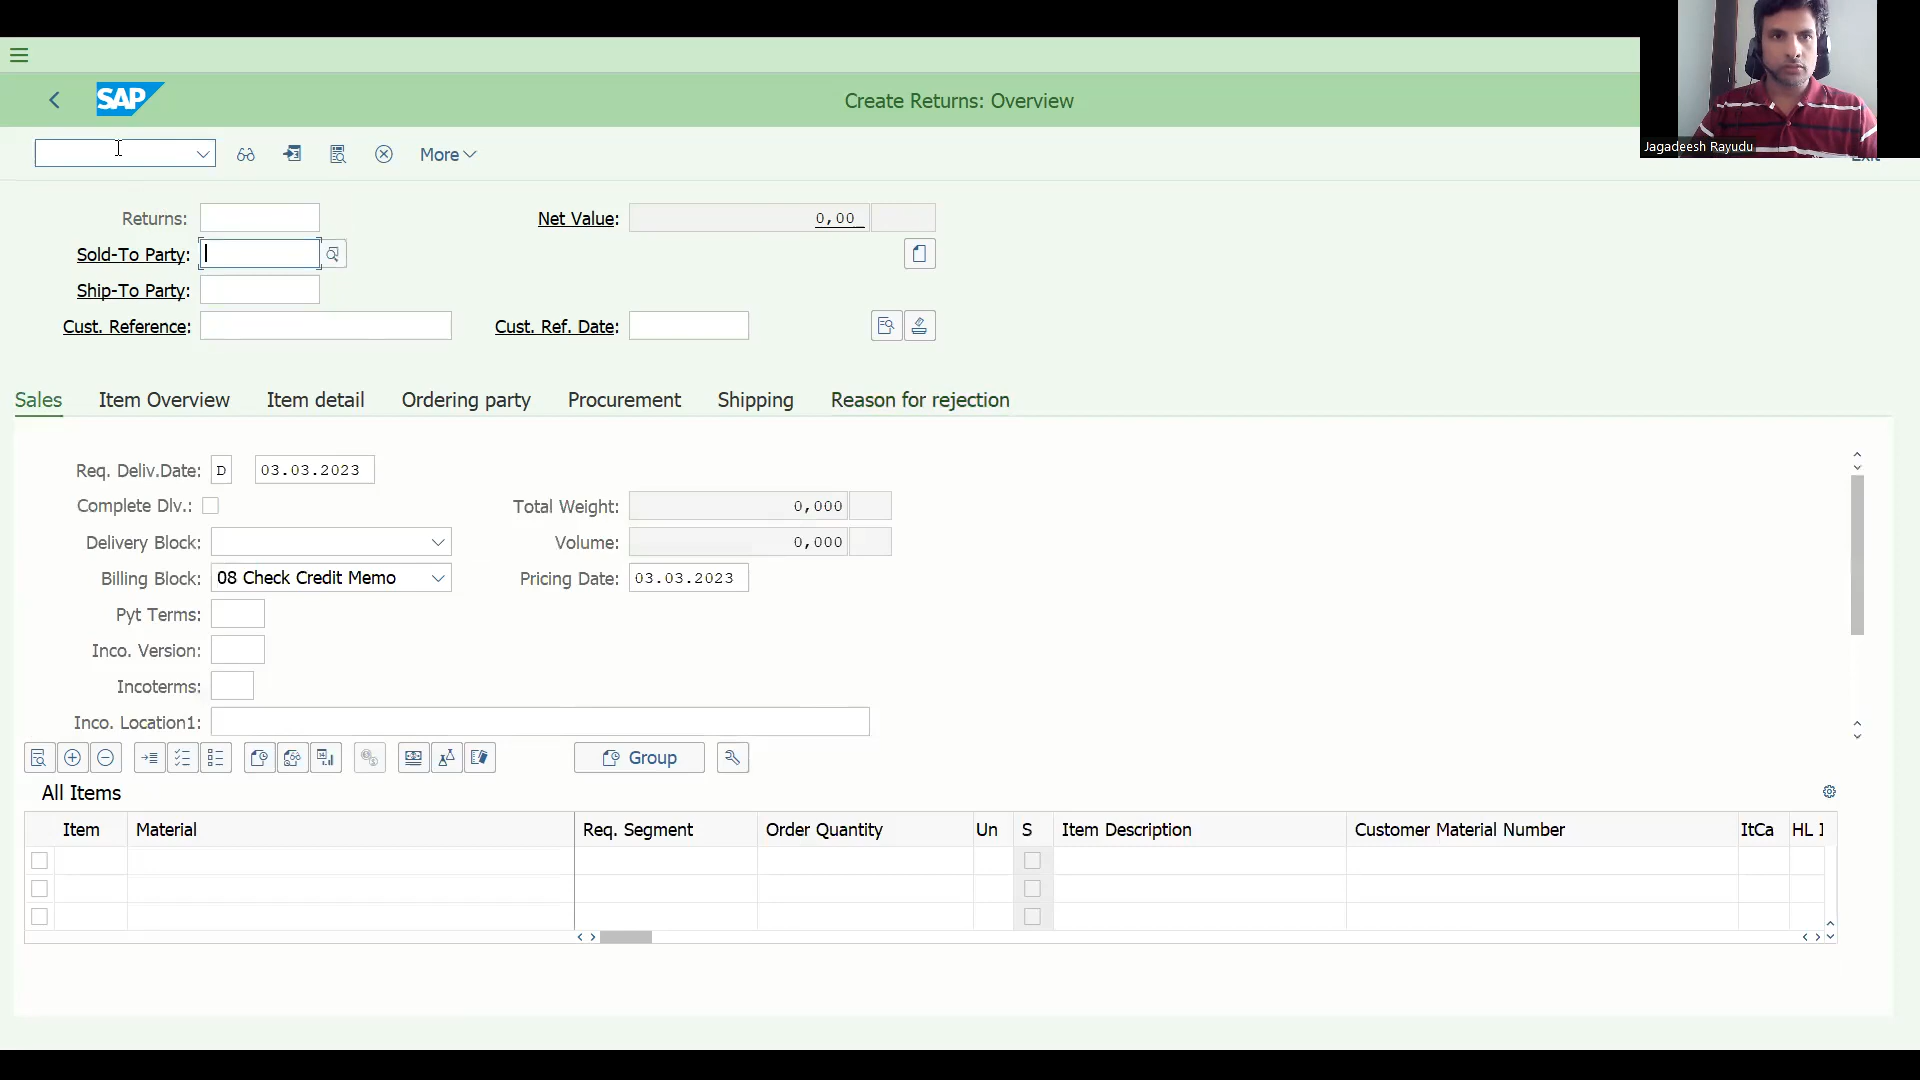 SAP
Create Returns: Overview
Jagadeesh Rayudu
More
Returns:
Net Value:
0,00
Sold-To Party:
Ship-To Party:
Cust. Reference:
Cust. Ref. Date:
Sales
Item Overview
Item detail
Ordering party
Procurement
Shipping
Reason for rejection
Req. Deliv.Date:
D
03.03.2023
Complete Dlv.:
Total Weight:
0,000
Delivery Block:
Volume:
0,000
Billing Block:
08 Check Credit Memo
Pricing Date:
03.03.2023
Pyt Terms:
Inco. Version:
Incoterms:
Inco. Location1:
Group
All Items
Item
Material
Req. Segment
Order Quantity
Un
S
Item Description
Customer Material Number
ItCa
HL